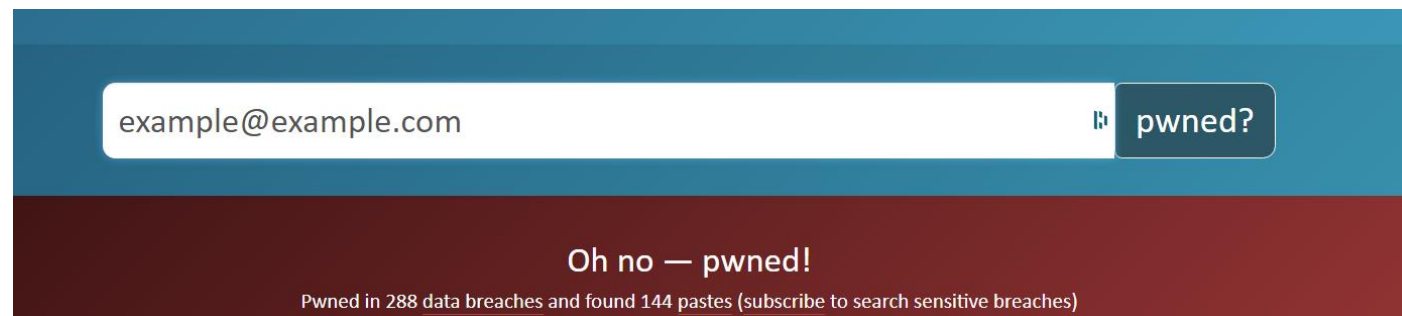 example@example.com
pwned?
Oh no — pwned!
Pwned in 288 data breaches and found 144 pastes (subscribe to search sensitive breaches)